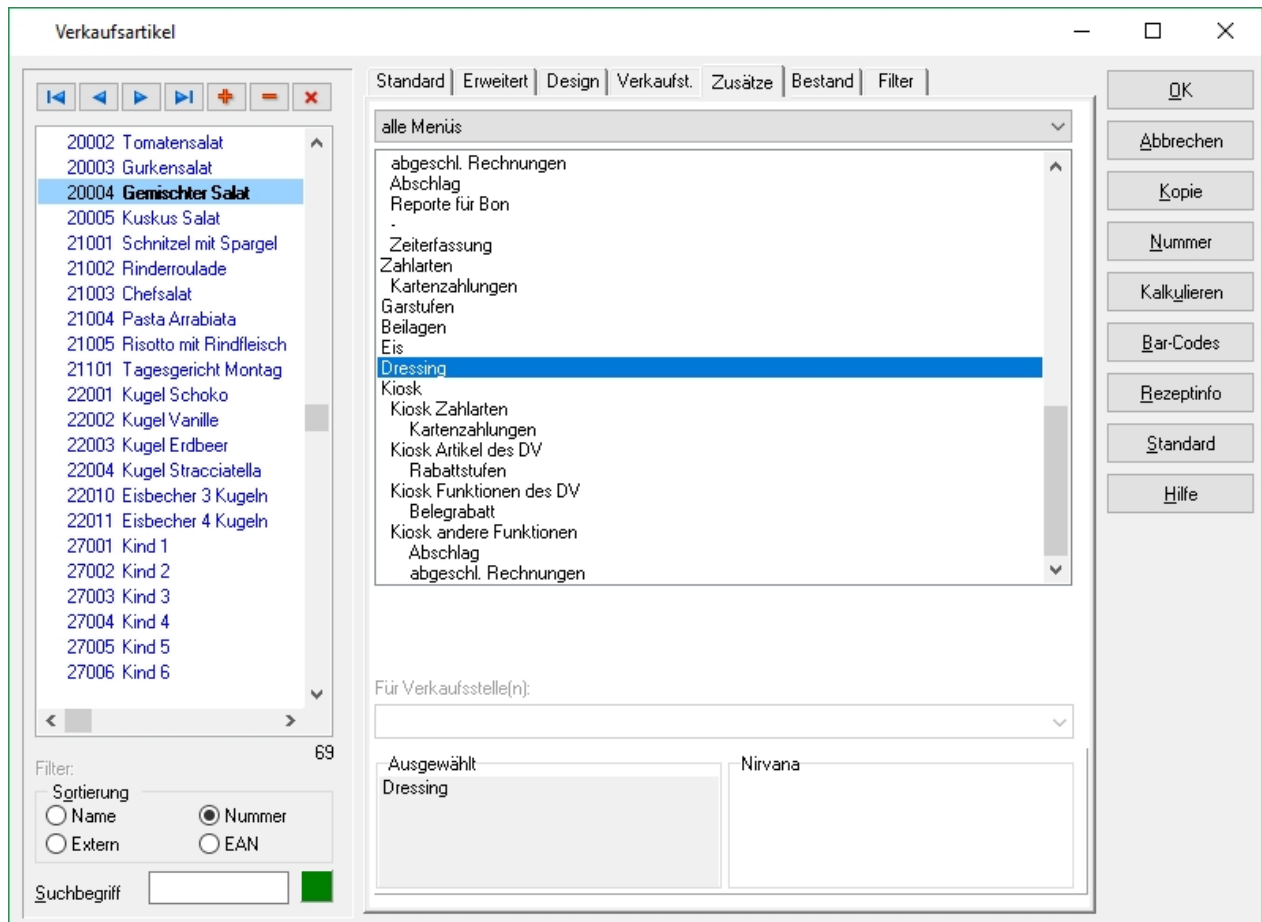 Verkaufsartikel
Standard Erweitert Design Verkaufst. Zusätze Bestand Filter
OK
Abbrechen
Kopie
Nummer
Kalkulieren
Bar-Codes
Rezeptinfo
Standard
Hilfe
20002 Tomatensalat
20003 Gurkensalat
20004 Gemischter Salat
20005 Kuskus Salat
21001 Schnitzel mit Spargel
21002 Rinderroulade
21003 Chefsalat
21004 Pasta Arrabiata
21005 Risotto mit Rindfleisch
21101 Tagesgericht Montag
22001 Kugel Schoko
22002 Kugel Vanille
22003 Kugel Erdbeer
22004 Kugel Stracciatella
22010 Eisbecher 3 Kugeln
22011 Eisbecher 4 Kugeln
27001 Kind 1
27002 Kind 2
27003 Kind 3
27004 Kind 4
27005 Kind 5
27006 Kind 6
69
Filter:
Sortierung
Name Nummer
Extern EAN
Suchbegriff
alle Menüs
abgeschl. Rechnungen
Abschlag
Reporte für Bon
-
Zeiterfassung
Zahlarten
Kartenzahlungen
Garstufen
Beilagen
Eis
Dressing
Kiosk
Kiosk Zahlarten
Kartenzahlungen
Kiosk Artikel des DV
Rabattstufen
Kiosk Funktionen des DV
Belegrabatt
Kiosk andere Funktionen
Abschlag
abgeschl. Rechnungen
Für Verkaufsstelle(n):
Ausgewählt
Dressing
Nirvana